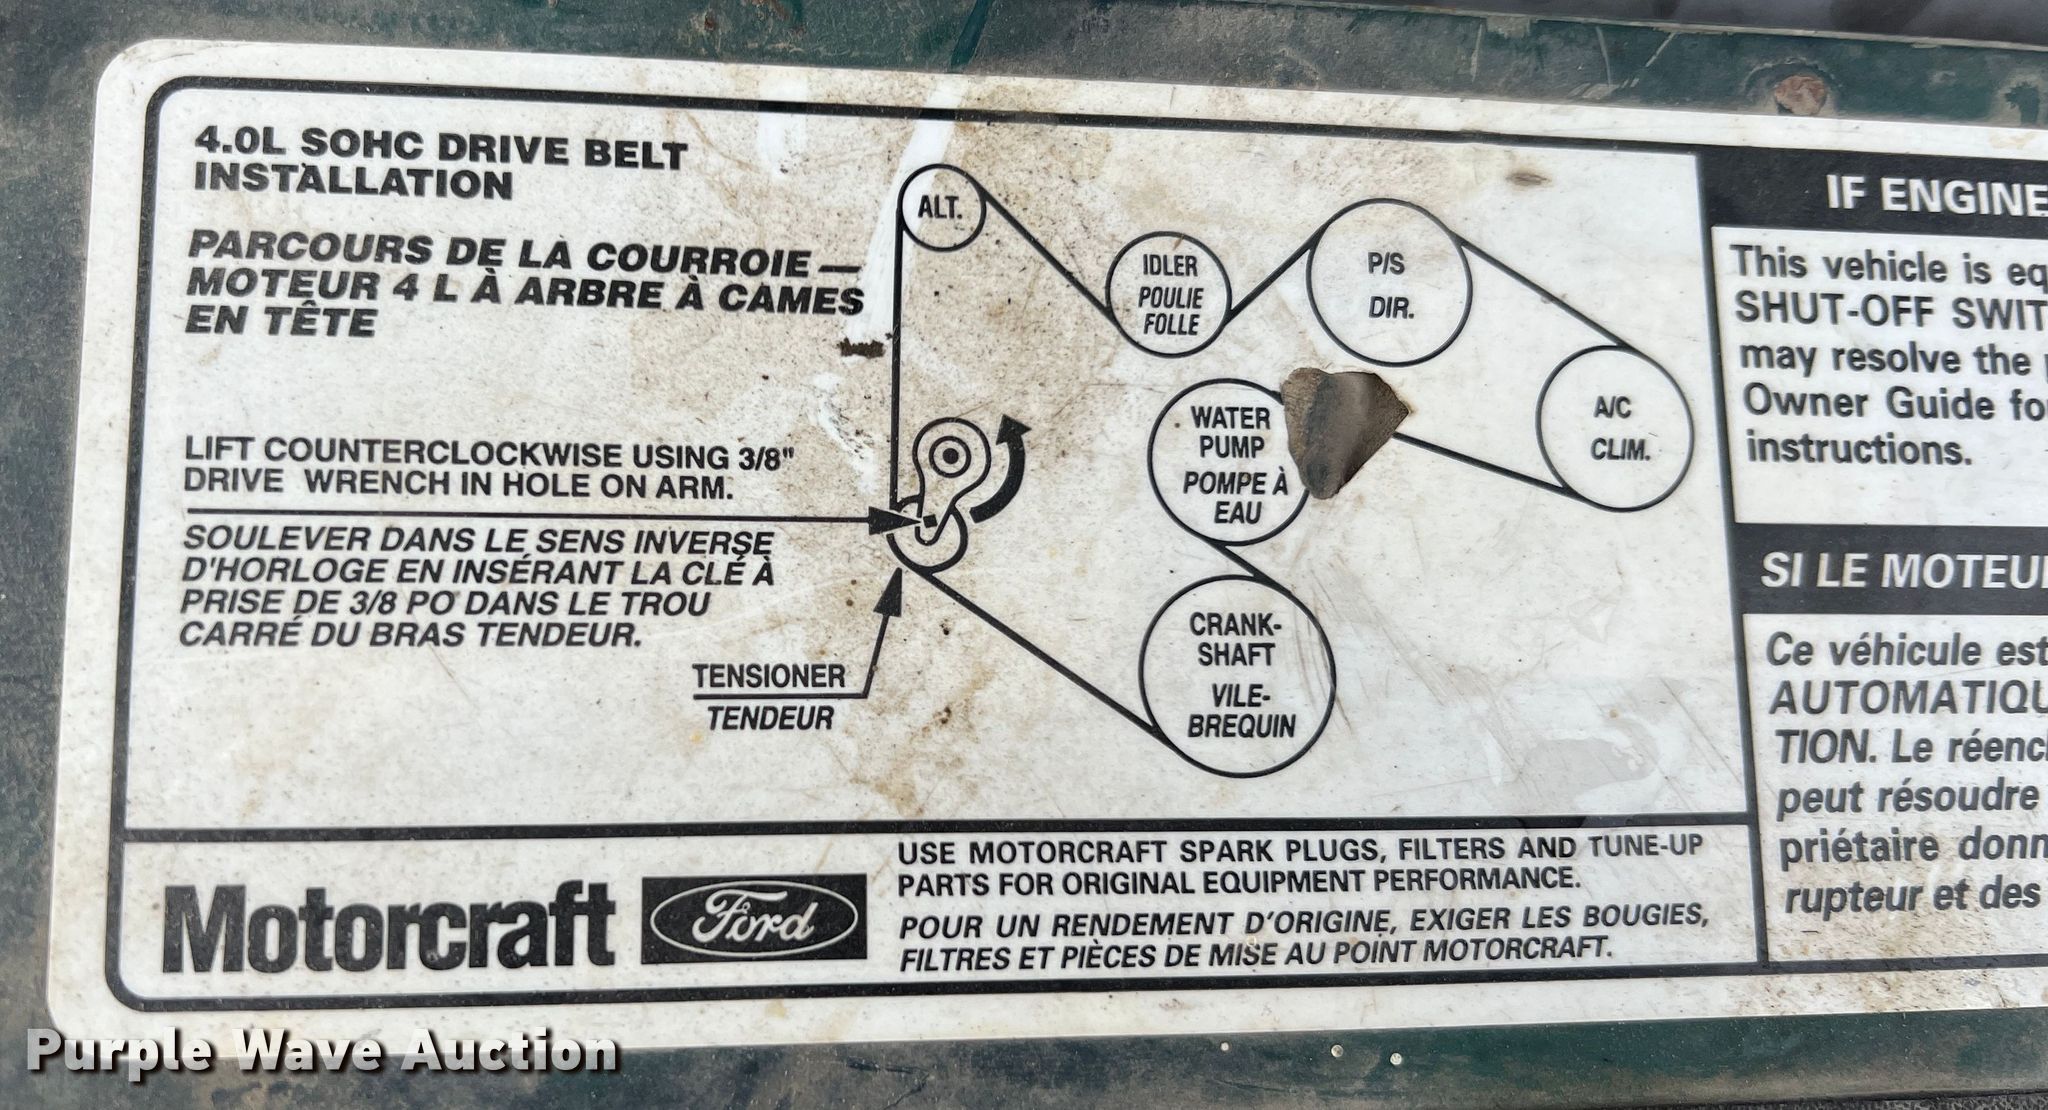 4.0L SOHC DRIVE BELT
INSTALLATION
PARCOURS DE LA COURROIE —
MOTEUR 4 L À ARBRE À CAMES
EN TÊTE
LIFT COUNTERCLOCKWISE USING 3/8"
DRIVE WRENCH IN HOLE ON ARM.
SOULEVER DANS LE SENS INVERSE
D'HORLOGE EN INSÉRANT LA CLÉ À
PRISE DE 3/8 PO DANS LE TROU
CARRÉ DU BRAS TENDEUR.
TENSIONER
TENDEUR
ALT.
IDLER
POULIE
FOLLE
P/S
DIR.
A/C
CLIM.
WATER
PUMP
POMPE À
EAU
CRANK-
SHAFT
VILE-
BREQUIN
Motorcraft
Ford
USE MOTORCRAFT SPARK PLUGS, FILTERS AND TUNE-UP
PARTS FOR ORIGINAL EQUIPMENT PERFORMANCE.
POUR UN RENDEMENT D'ORIGINE, EXIGER LES BOUGIES,
FILTRES ET PIÈCES DE MISE AU POINT MOTORCRAFT.
IF ENGINE
This vehicle is eq
SHUT-OFF SWIT
may resolve the
Owner Guide fo
instructions.
SI LE MOTEU
Ce véhicule est
AUTOMATIQU
TION. Le réenc
peut résoudre
priétaire donn
rupteur et des
Purple Wave Auction